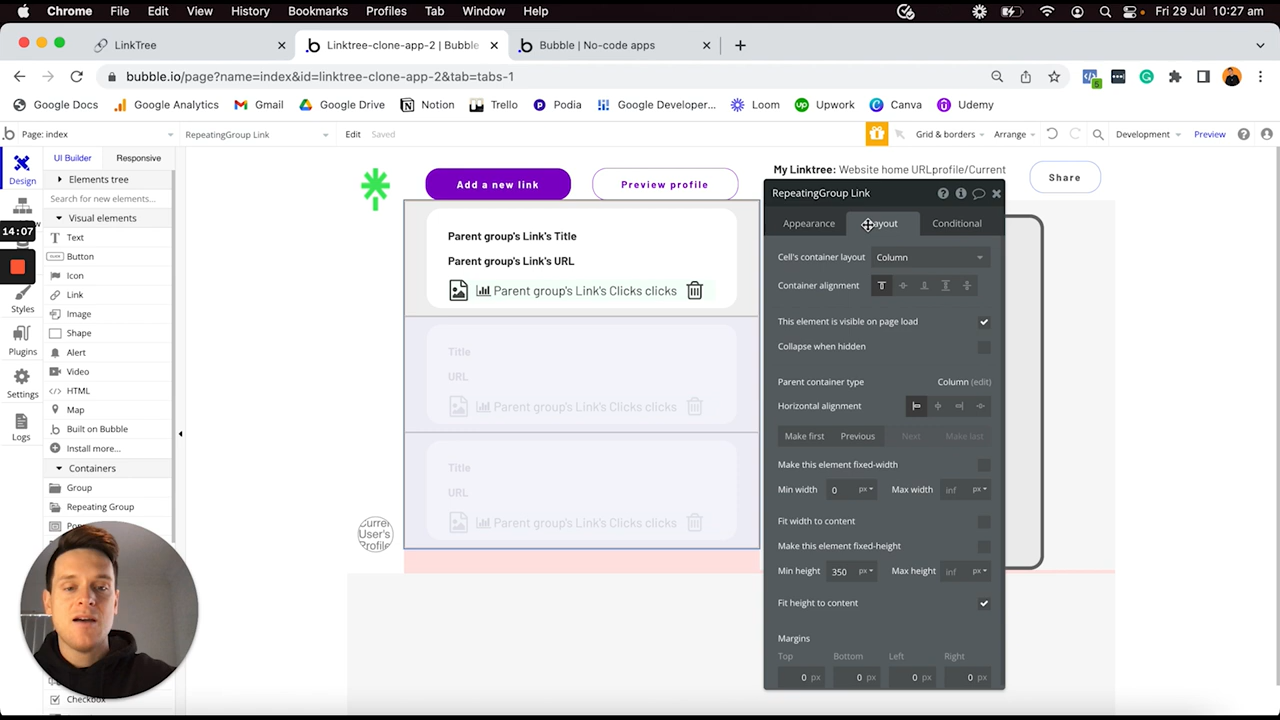 Chrome File Edit View History Bookmarks Profiles Tab Window Help Fri 29 Jul 10:27 am
LinkTree Linktree-clone-app-2 | Bubble Bubble | No-code apps
bubble.io/page?name=index&id=linktree-clone-app-2&tab=tabs-1
Google Docs Google Analytics Gmail Google Drive Notion Trello Podia Google Developer... Loom Upwork Canva Udemy
Page: index RepeatingGroup Link Edit Saved Grid & borders Arrange Development Preview
Design
14:07
Styles
Plugins
Settings
Logs
UI Builder Responsive
Elements tree
Search for new elements...
Visual elements
Text
Button
Icon
Link
Image
Shape
Alert
Video
HTML
Map
Built on Bubble
Install more...
Containers
Group
Repeating Group
Checkbox
Add a new link Preview profile
My Linktree: Website home URLprofile/Current
Share
Parent group's Link's Title
Parent group's Link's URL
Parent group's Link's Clicks clicks
Title
URL
Parent group's Link's Clicks clicks
Title
URL
Parent group's Link's Clicks clicks
User's
RepeatingGroup Link
Appearance Layout Conditional
Cell's container layout Column
Container alignment
This element is visible on page load
Collapse when hidden
Parent container type Column (edit)
Horizontal alignment
Make first Previous Next Make last
Make this element fixed-width
Min width 0 px Max width inf px
Fit width to content
Make this element fixed-height
Min height 350 px Max height inf px
Fit height to content
Margins
Top Bottom Left Right
0 px 0 px 0 px 0 px